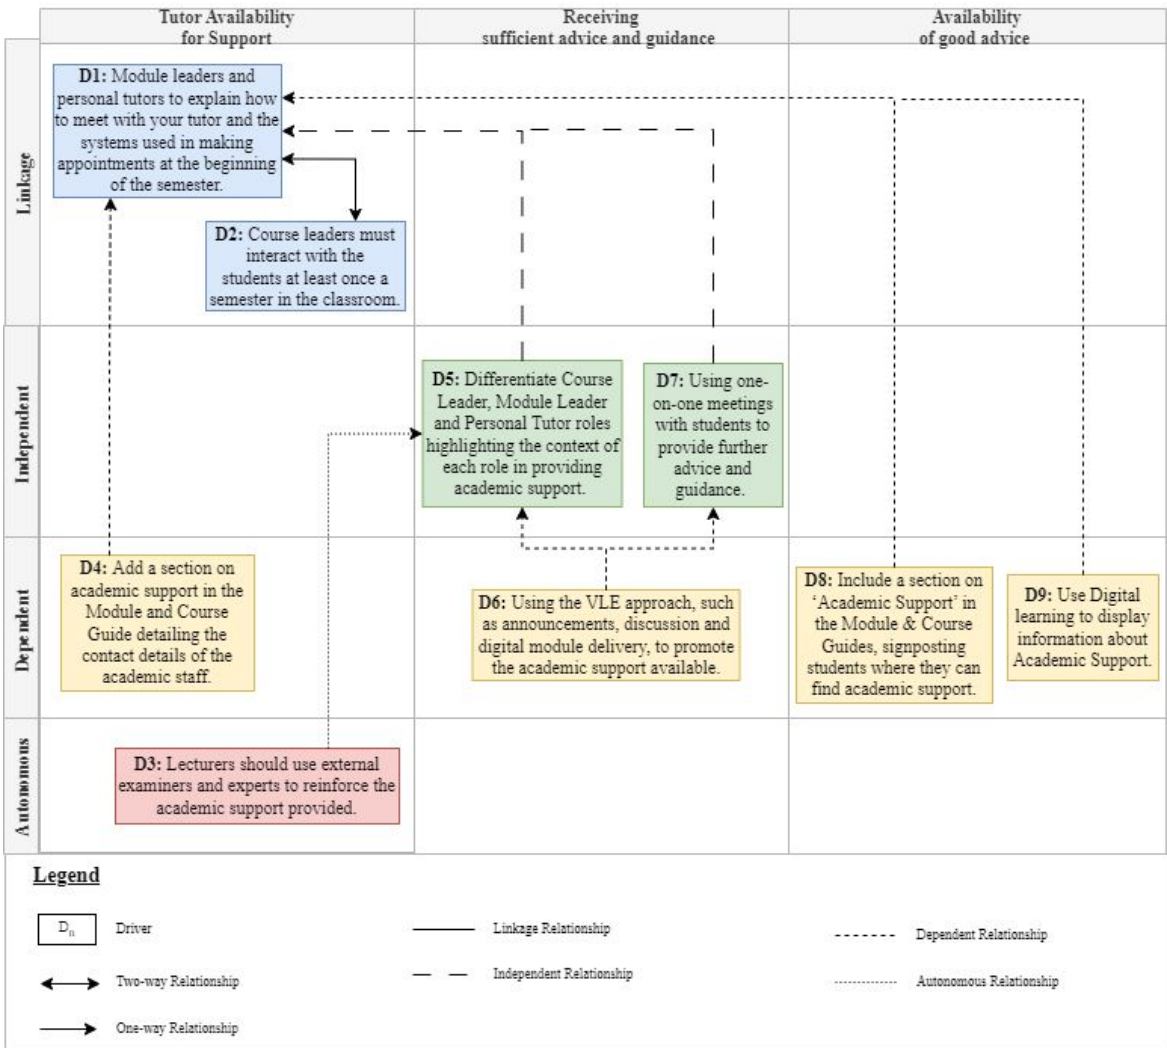 Tutor Availability
for Support
Receiving
sufficient advice and guidance
Availability
of good advice
Linkage
D1: Module leaders and
personal tutors to explain how
to meet with your tutor and the
systems used in making
appointments at the beginning
of the semester.
D2: Course leaders must
interact with the
students at least once a
semester in the classroom.
Independent
D5: Differentiate Course
Leader, Module Leader
and Personal Tutor roles
highlighting the context of
each role in providing
academic support.
D7: Using one-
on-one meetings
with students to
provide further
advice and
guidance.
Dependent
D4: Add a section on
academic support in the
Module and Course
Guide detailing the
contact details of the
academic staff.
D6: Using the VLE approach, such
as announcements, discussion and
digital module delivery, to promote
the academic support available.
D8: Include a section on
‘Academic Support’ in
the Module & Course
Guides, signposting
students where they can
find academic support.
D9: Use Digital
learning to display
information about
Academic Support.
Autonomous
D3: Lecturers should use external
examiners and experts to reinforce the
academic support provided.
Legend
Dn Driver
Two-way Relationship
One-way Relationship
Linkage Relationship
Independent Relationship
Dependent Relationship
Autonomous Relationship